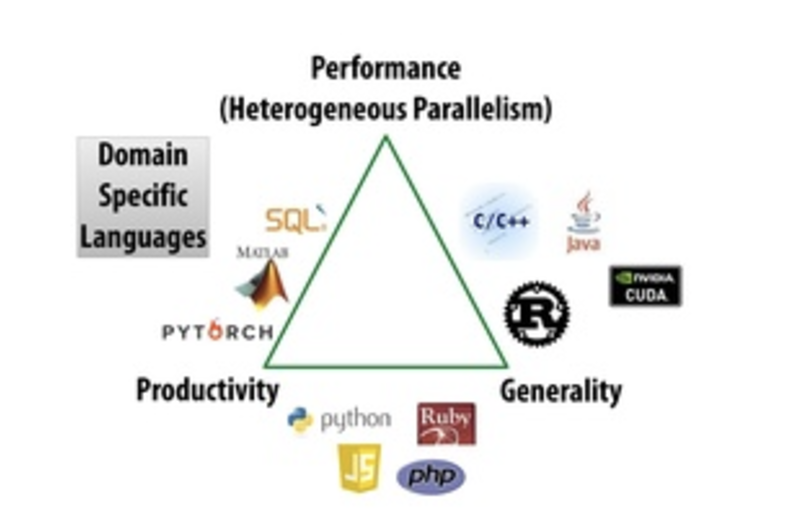 Performance
(Heterogeneous Parallelism)
Domain
Specific
Languages
SQL
C/C++
Java
MATLAB
NVIDIA
CUDA
R
PYTORCH
Productivity
Generality
python
Ruby
JS
php